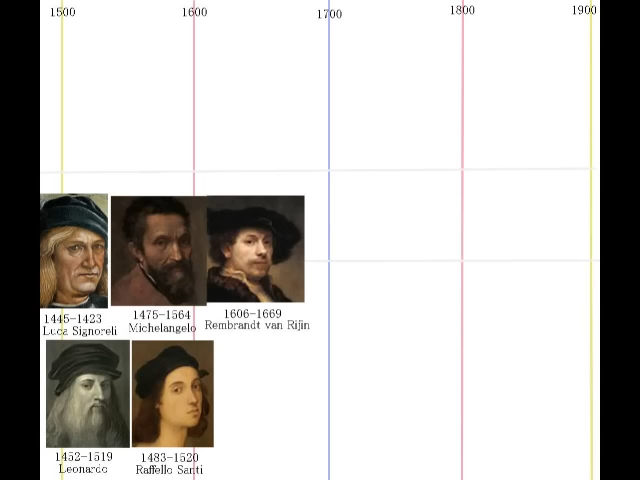 1500 1600 1700 1800 1900
1445-1423
Luca Signoreli
1475-1564
Michelangelo
1606-1669
Rembrandt van Rijin
1452-1519
Leonardo
1483-1520
Raffello Santi